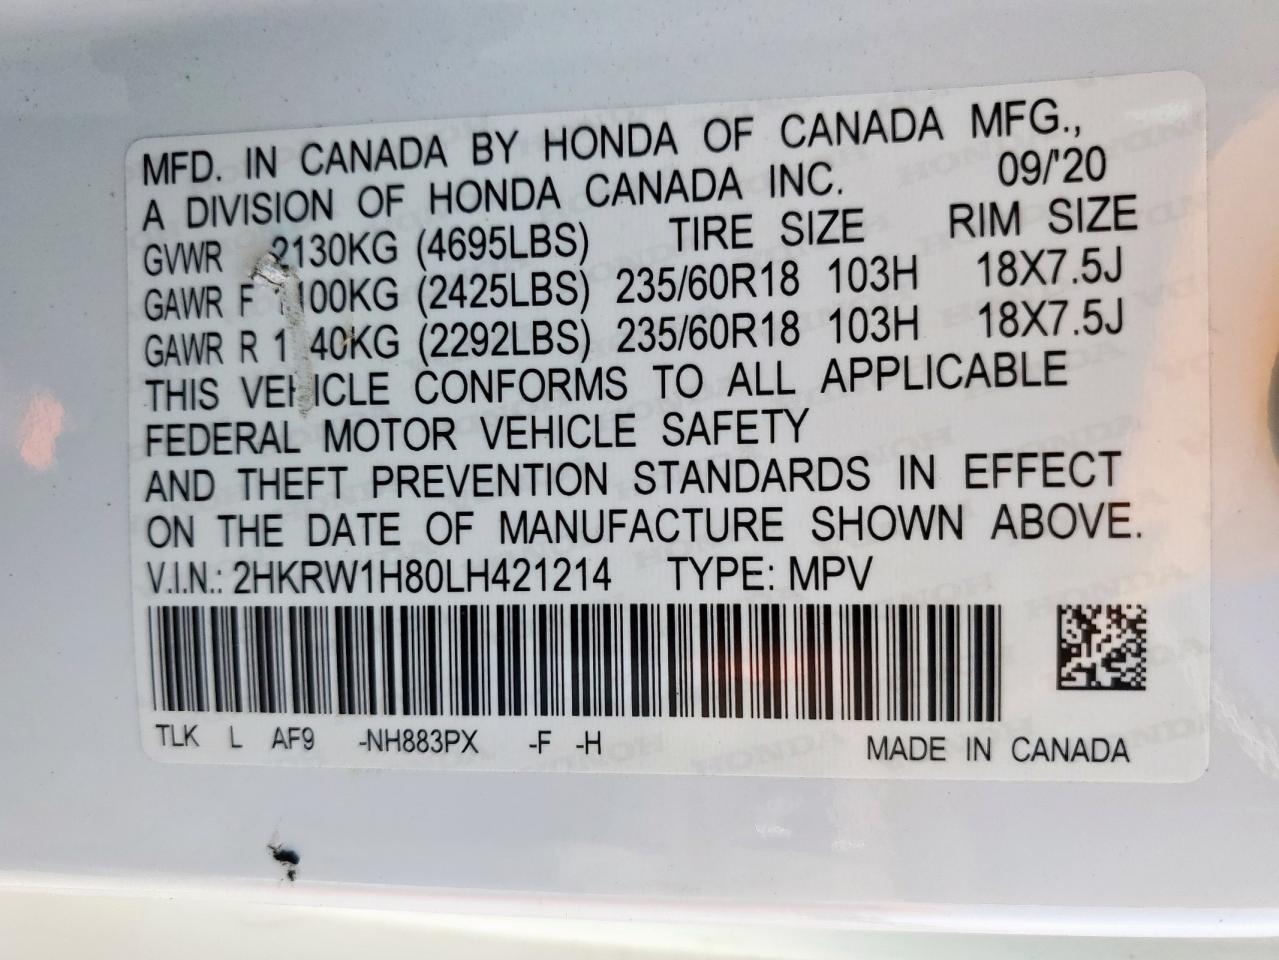 MFD. IN CANADA BY HONDA OF CANADA MFG.,
A DIVISION OF HONDA CANADA INC. 09/'20
GVWR 2130KG (4695LBS) TIRE SIZE RIM SIZE
GAWR F 1100KG (2425LBS) 235/60R18 103H 18X7.5J
GAWR R 1040KG (2292LBS) 235/60R18 103H 18X7.5J
THIS VEHICLE CONFORMS TO ALL APPLICABLE
FEDERAL MOTOR VEHICLE SAFETY
AND THEFT PREVENTION STANDARDS IN EFFECT
ON THE DATE OF MANUFACTURE SHOWN ABOVE.
V.I.N.: 2HKRW1H80LH421214 TYPE: MPV
TLK L AF9 -NH883PX -F -H MADE IN CANADA